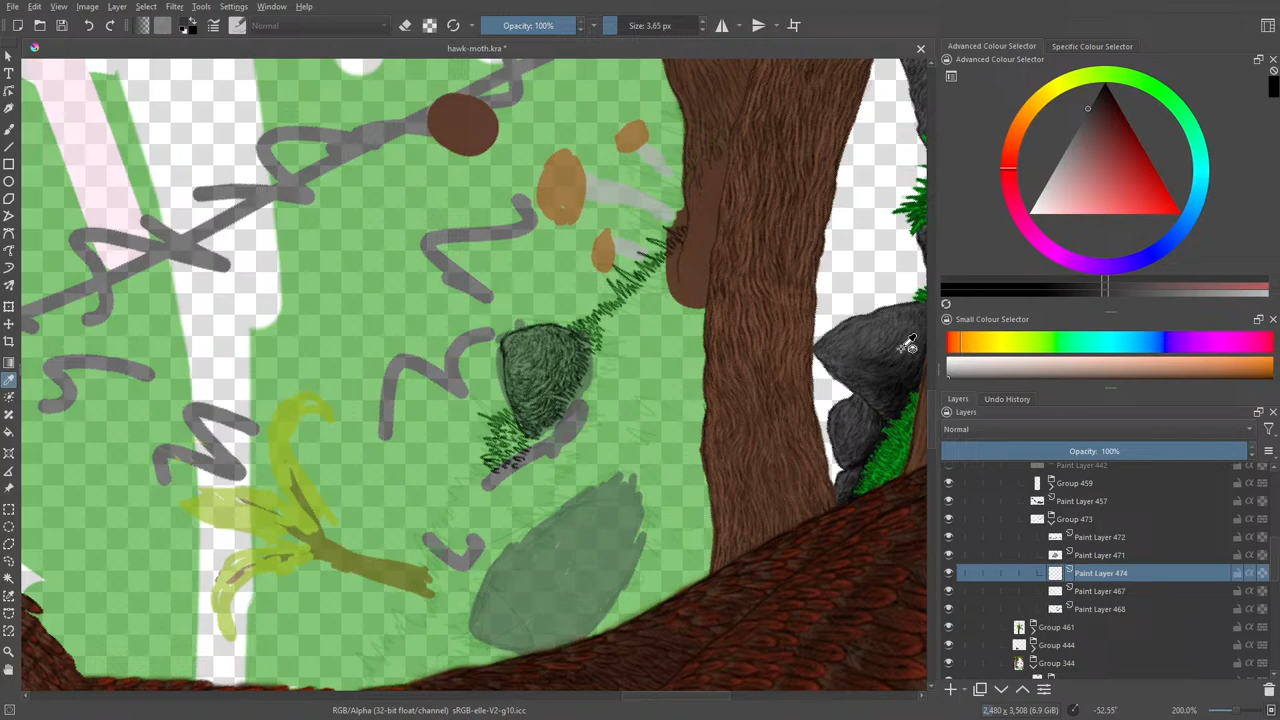 File Edit View Image Layer Select Filter Tools Settings Window Help
Normal Opacity: 100% Size: 3.65 px
hawk-moth.kra *
Advanced Colour Selector Specific Colour Selector
Advanced Colour Selector
Small Colour Selector
Layers Undo History
Layers
Normal
Opacity: 100%
Paint Layer 442
Group 459
Paint Layer 457
Group 473
Paint Layer 472
Paint Layer 471
Paint Layer 474
Paint Layer 467
Paint Layer 468
Group 461
Group 444
Group 344
RGB/Alpha (32-bit float/channel) sRGB-elle-V2-g10.icc 2,480 x 3,508 (6.9 GiB) -52.55° 200.0%